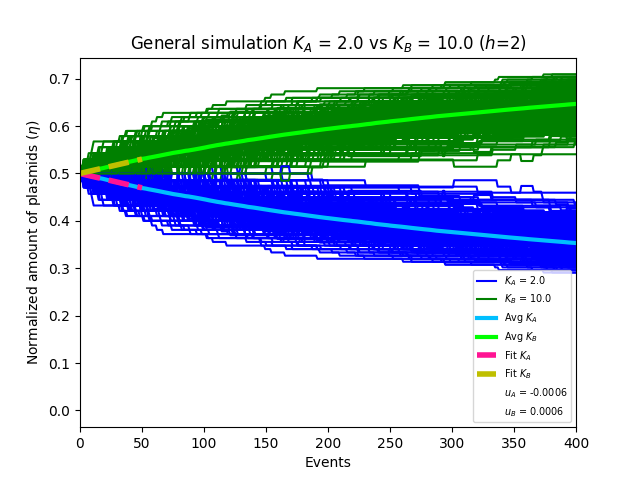 General simulation K_A = 2.0 vs K_B = 10.0 (h=2)
Normalized amount of plasmids (η)
0.7
0.6
0.5
0.4
0.3
0.2
0.1
0.0
K_A = 2.0
K_B = 10.0
Avg K_A
Avg K_B
Fit K_A
Fit K_B
u_A = -0.0006
u_B = 0.0006
0 50 100 150 200 250 300 350 400
Events